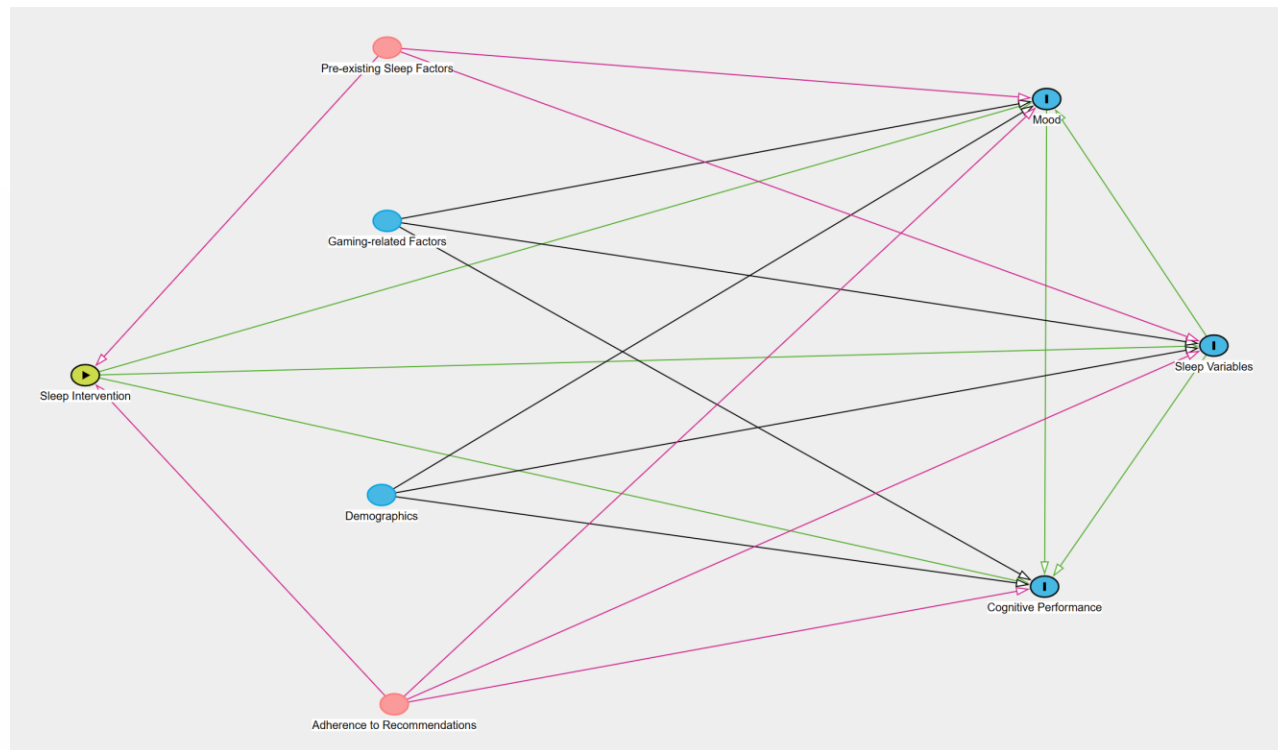 Pre-existing Sleep Factors
Mood
Gaming-related Factors
Sleep Variables
Sleep Intervention
Demographics
Cognitive Performance
Adherence to Recommendations